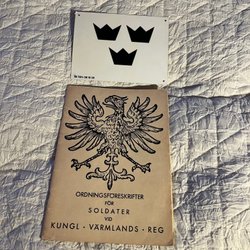 ORDNINGSFÖRESKRIFTER
FÖR
SOLDATER
VID
KUNGL · VÄRMLANDS · REG